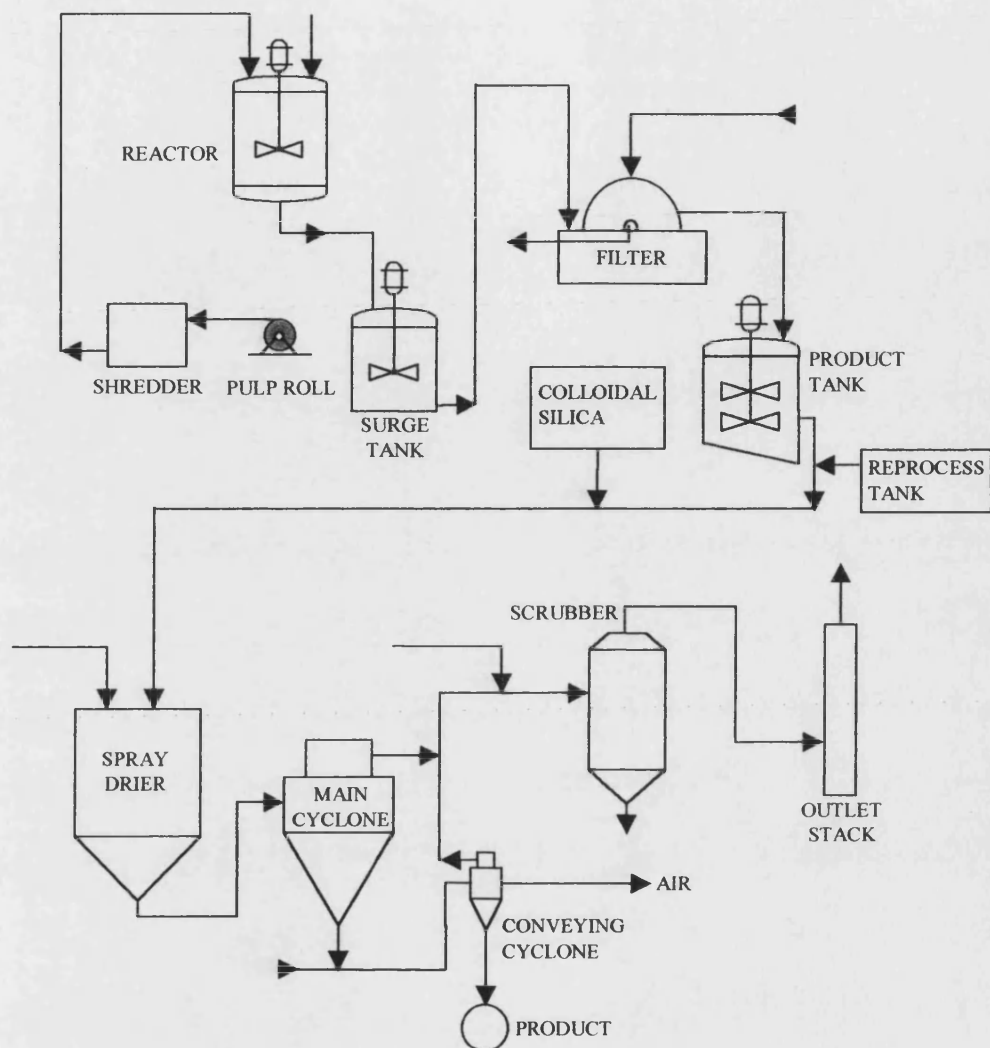 REACTOR
FILTER
SHREDDER
PULP ROLL
SURGE
TANK
COLLOIDAL
SILICA
PRODUCT
TANK
REPROCESS
TANK
SCRUBBER
SPRAY
DRIER
MAIN
CYCLONE
OUTLET
STACK
AIR
CONVEYING
CYCLONE
PRODUCT